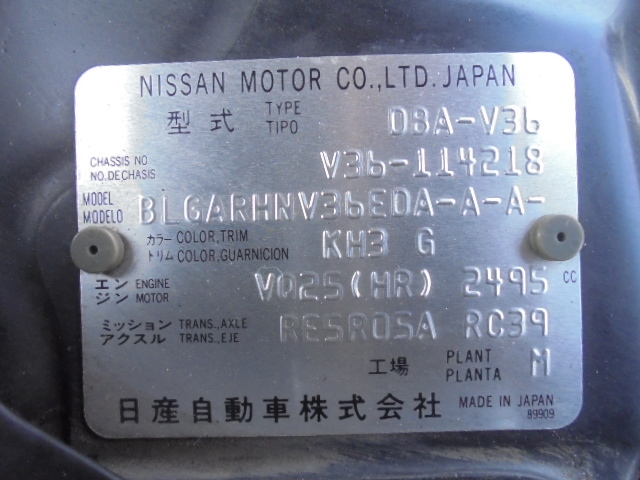 NISSAN MOTOR CO.,LTD. JAPAN
型式 TYPE TIPO DBA-V36
CHASSIS NO NO.DECHASIS V36-114218
MODEL MODELO BLGARHNV36EDA-A-A-
カラー COLOR,TRIM トリム COLOR,GUARNICION KH3 G
エンジン ENGINE MOTOR VQ25(HR) 2495 CC
ミッション TRANS.,AXLE アクスル TRANS.,EJE RE5R05A RC39
工場 PLANT PLANTA M
日産自動車株式会社 MADE IN JAPAN
89909